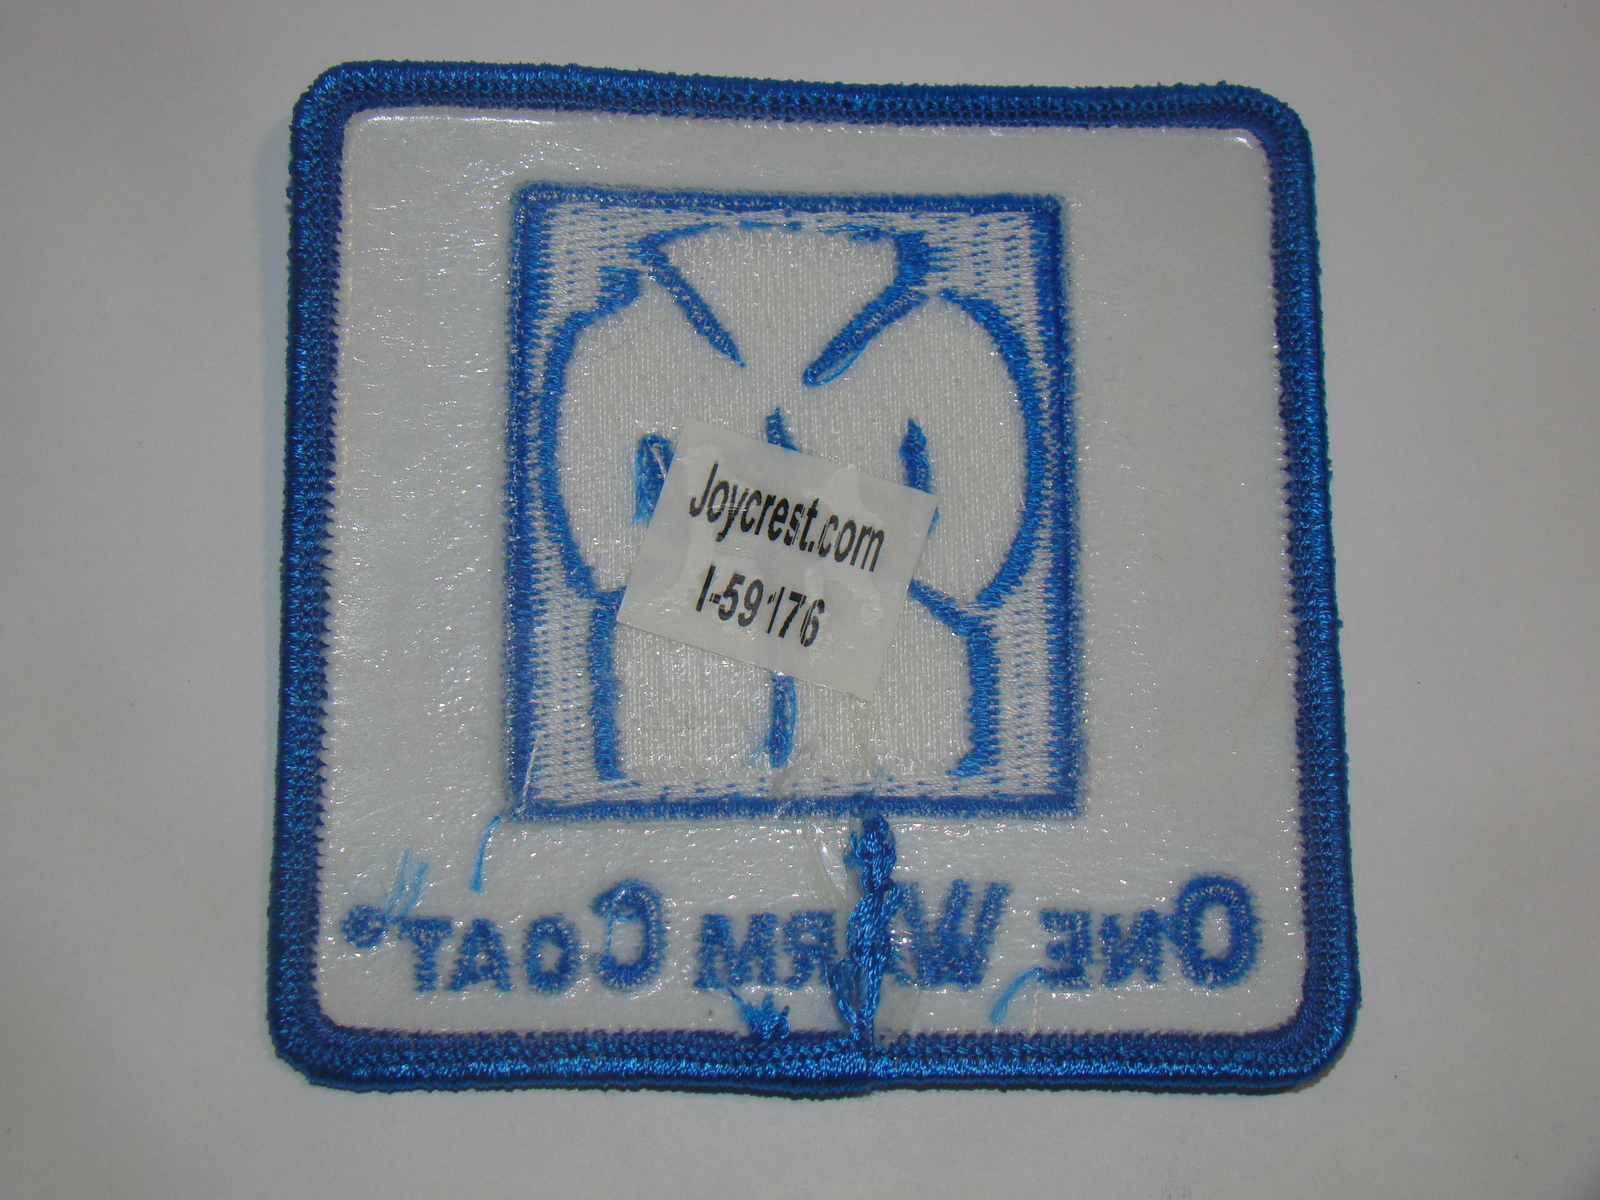 Joycrest.com
I-59176
ONE WARM COAT®